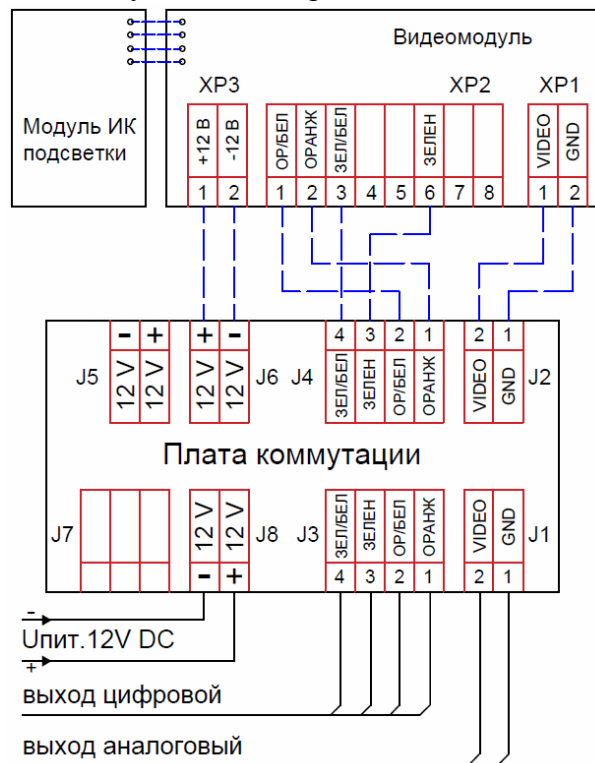 Видеомодуль
Модуль ИК
подсветки
XP3
XP2
XP1
+12 В
-12 В
ОР/БЕЛ
ОРАНЖ
ЗЕЛ/БЕЛ
ЗЕЛЕН
VIDEO
GND
1 2
1 2 3 4 5 6 7 8
1 2
- + + -
4 3 2 1
2 1
J5
12 V
12 V
12 V
12 V
J6
J4
ЗЕЛ/БЕЛ
ЗЕЛЕН
ОР/БЕЛ
ОРАНЖ
VIDEO
GND
J2
Плата коммутации
J7
12 V
12 V
J8
J3
ЗЕЛ/БЕЛ
ЗЕЛЕН
ОР/БЕЛ
ОРАНЖ
VIDEO
GND
J1
- +
4 3 2 1
2 1
-
Uпит.12V DC
+
выход цифровой
выход аналоговый